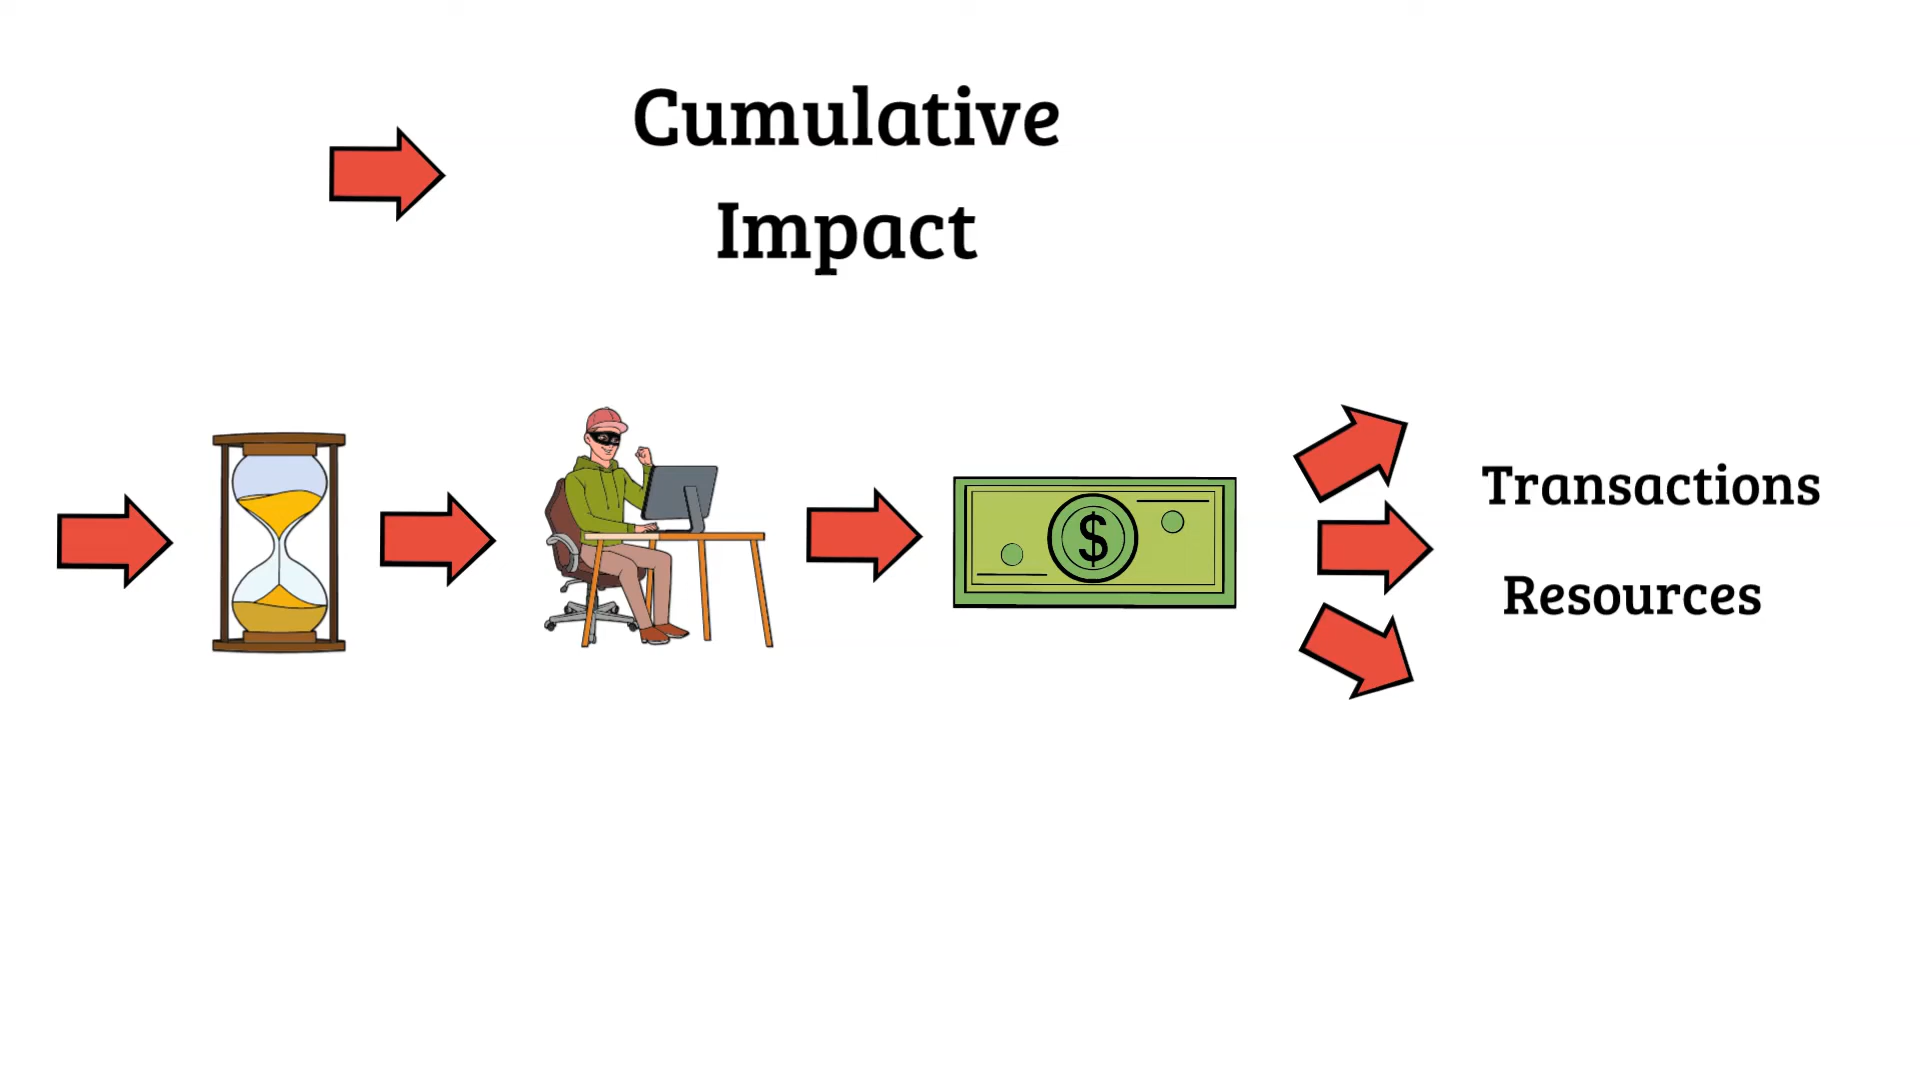 Cumulative
Impact
$
Transactions
Resources